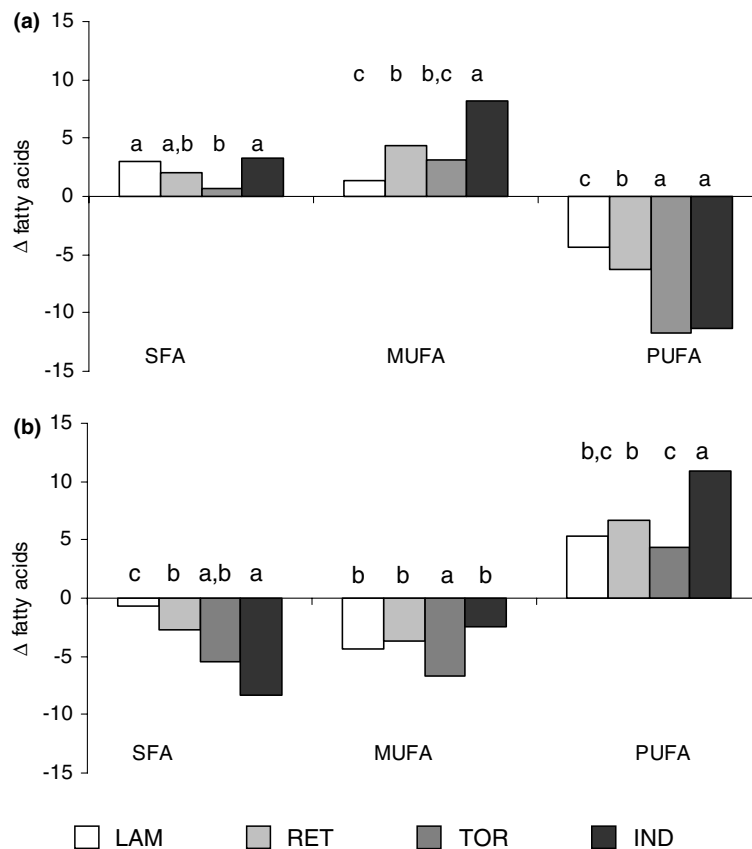 (a)
15
10
5
0
-5
-10
-15
Δ fatty acids
a a,b b a
c b b,c a
c b a a
SFA MUFA PUFA
(b)
15
10
5
0
-5
-10
-15
Δ fatty acids
c b a,b a
b b a b
b,c b c a
SFA MUFA PUFA
LAM RET TOR IND